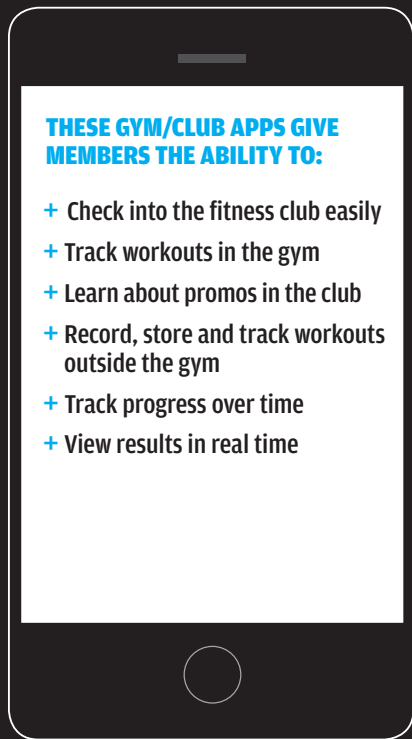 THESE GYM/CLUB APPS GIVE
MEMBERS THE ABILITY TO:
+ Check into the fitness club easily
+ Track workouts in the gym
+ Learn about promos in the club
+ Record, store and track workouts
outside the gym
+ Track progress over time
+ View results in real time